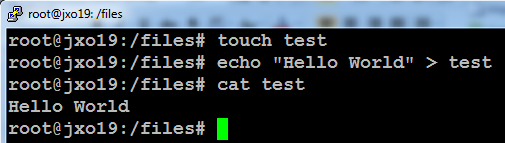 root@jxo19: /files
root@jxo19:/files# touch test
root@jxo19:/files# echo "Hello World" > test
root@jxo19:/files# cat test
Hello World
root@jxo19:/files#